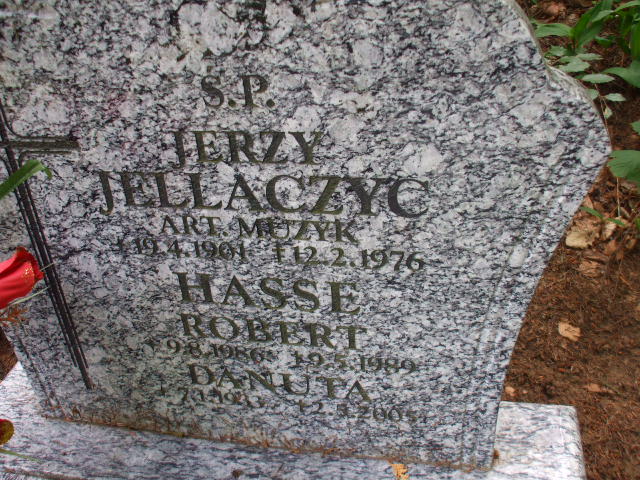 Ś.P.
JERZY
JELLACZYC
ART. MUZYK
*19.4.1901 †12.2.1976
HASSE
ROBERT
DANUTA